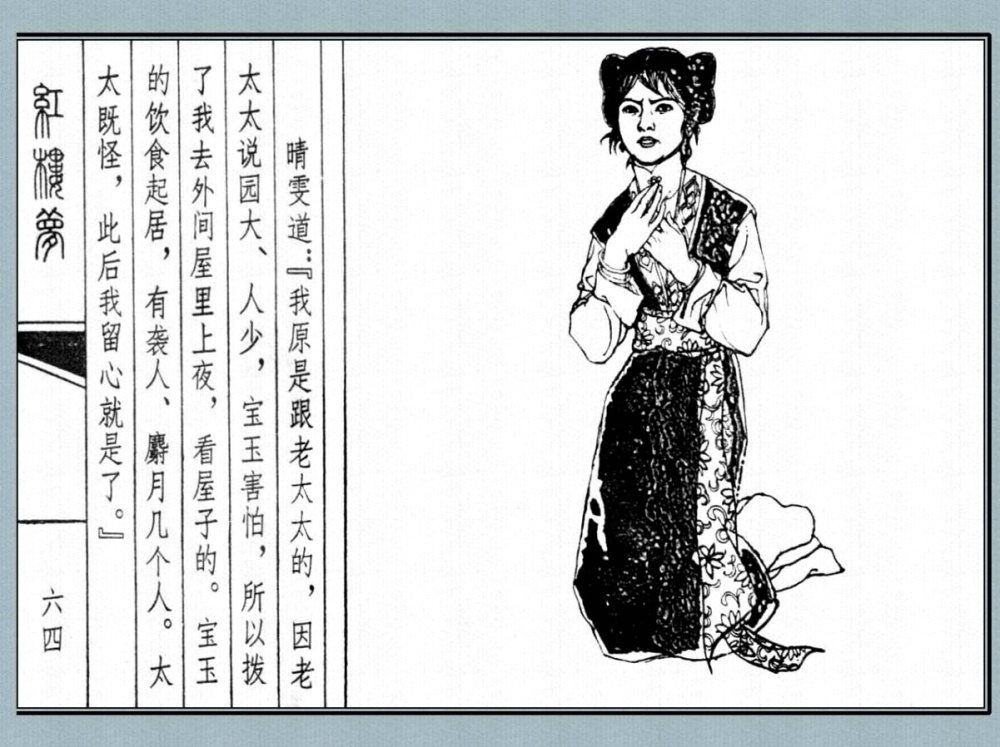 晴雯道：『我原是跟老太太的，因老
太太说园大、人少，宝玉害怕，所以拨
了我去外间屋里上夜，看屋子的。宝玉
的饮食起居，有袭人、麝月几个人。太
太既怪，此后我留心就是了。』
紅樓夢
六四